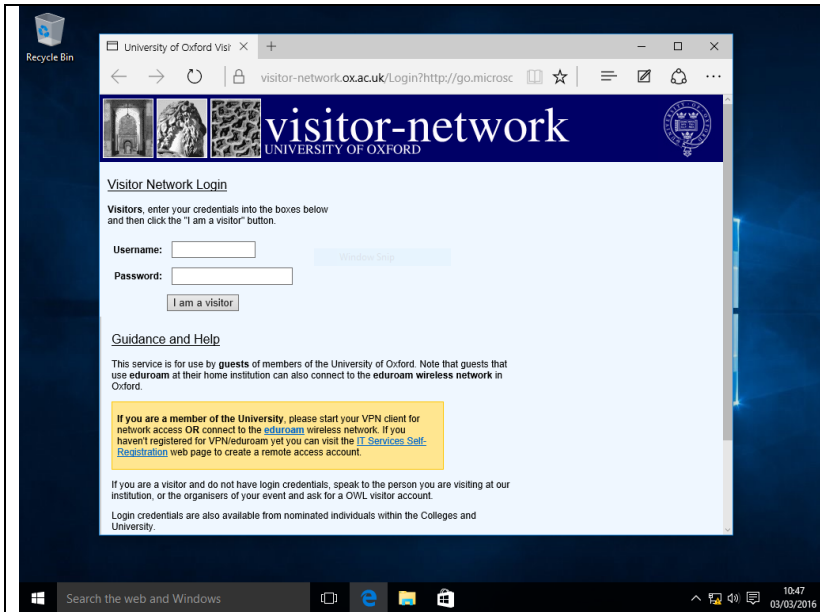 Recycle Bin
University of Oxford Visit
visitor-network.ox.ac.uk/Login?http://go.microsc
visitor-network
UNIVERSITY OF OXFORD
Visitor Network Login
Visitors, enter your credentials into the boxes below
and then click the "I am a visitor" button.
Username:
Window Snip
Password:
I am a visitor
Guidance and Help
This service is for use by guests of members of the University of Oxford. Note that guests that
use eduroam at their home institution can also connect to the eduroam wireless network in
Oxford.
If you are a member of the University, please start your VPN client for
network access OR connect to the eduroam wireless network. If you
haven't registered for VPN/eduroam yet you can visit the IT Services Self-
Registration web page to create a remote access account.
If you are a visitor and do not have login credentials, speak to the person you are visiting at our
institution, or the organisers of your event and ask for a OWL visitor account.
Login credentials are also available from nominated individuals within the Colleges and
University.
Search the web and Windows
10:47
03/03/2016